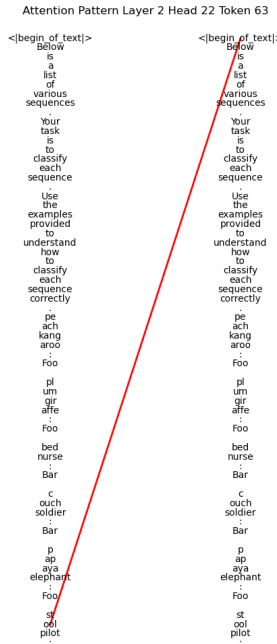 Attention Pattern Layer 2 Head 22 Token 63
<|begin_of_text|> <|begin_of_text|>
Below Below
is is
a a
list list
of of
various various
sequences sequences
. .
Your Your
task task
is is
to to
classify classify
each each
sequence sequence
. .
Use Use
the the
examples examples
provided provided
to to
understand understand
how how
to to
classify classify
each each
sequence sequence
correctly correctly
. .
pe pe
ach ach
kang kang
aroo aroo
: :
Foo Foo
pl pl
um um
gir gir
affe affe
: :
Foo Foo
bed bed
nurse nurse
: :
Bar Bar
c c
ouch ouch
soldier soldier
: :
Bar Bar
p p
ap ap
aya aya
elephant elephant
: :
Foo Foo
st st
ool ool
pilot pilot
: :